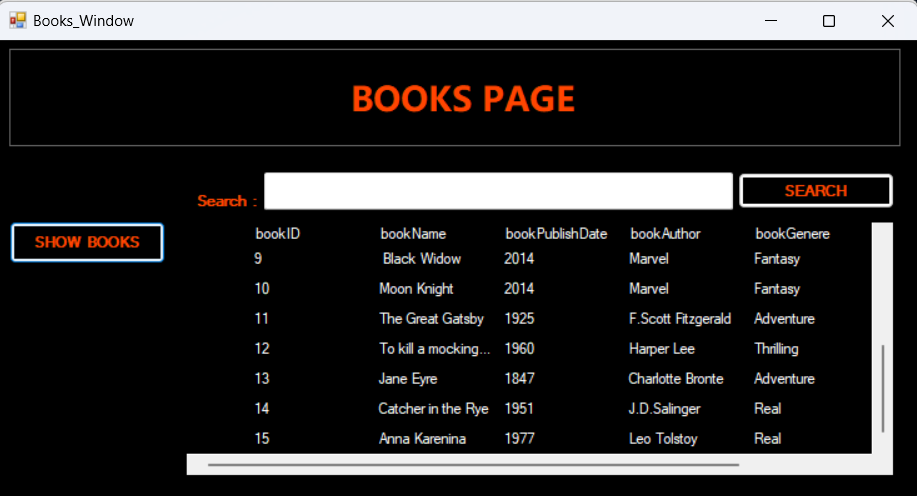 Books_Window
BOOKS PAGE
Search :
SEARCH
SHOW BOOKS
bookID bookName bookPublishDate bookAuthor bookGenere
9 Black Widow 2014 Marvel Fantasy
10 Moon Knight 2014 Marvel Fantasy
11 The Great Gatsby 1925 F.Scott Fitzgerald Adventure
12 To kill a mocking... 1960 Harper Lee Thrilling
13 Jane Eyre 1847 Charlotte Bronte Adventure
14 Catcher in the Rye 1951 J.D.Salinger Real
15 Anna Karenina 1977 Leo Tolstoy Real